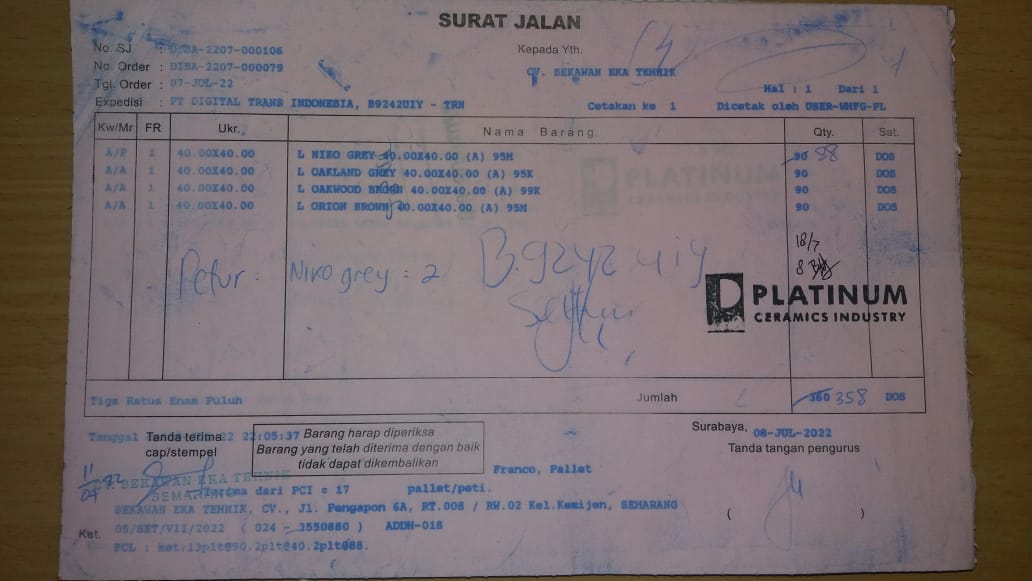 SURAT JALAN
No. SJ : DIBA-2207-000106
No. Order : DIBA-2207-000079
Tgl. Order : 07-JUL-22
Expedisi : PT DIGITAL TRANS INDONESIA, B9242UIY - TRN
Kepada Yth.
CV. SEKAWAN EKA TEHNIK
Hal : 1 Dari 1
Cetakan ke 1 Dicetak oleh USER-WHFG-PL
Kw/Mr FR Ukr. Nama Barang. Qty. Sat.
A/P 1 40.00X40.00 L NIKO GREY 40.00X40.00 (A) 95H 90 88 DOS
A/A 1 40.00X40.00 L OAKLAND GREY 40.00X40.00 (A) 95K 90 DOS
A/A 1 40.00X40.00 L OAKWOOD BROWN 40.00X40.00 (A) 99K 90 DOS
A/A 1 40.00X40.00 L ORION BROWN 40.00X40.00 (A) 95H 90 DOS
18/7
Retur : Niko grey : 2 B.9242.uiy
PLATINUM
CERAMICS INDUSTRY
Tiga Ratus Enam Puluh Jumlah 360 358 DOS
Tanggal 22 22:05:37
Tanda terima
cap/stempel
Barang harap diperiksa
Barang yang telah diterima dengan baik
tidak dapat dikembalikan
Surabaya, 08-JUL-2022
Tanda tangan pengurus
Franco, Pallet
CV. SEKAWAN EKA TEHNIK
SEMARANG
Terima dari PCI = 17 pallet/peti.
SEKAWAN EKA TEHNIK, CV., Jl. Pengapon 6A, RT.008 / RW.02 Kel.Kemijen, SEMARANG
Ket. 05/SET/VII/2022 ( 024 - 3550880 ) ADDH-018
( )
FCL : ket:13plt@90.2plt@40.2plt@88.